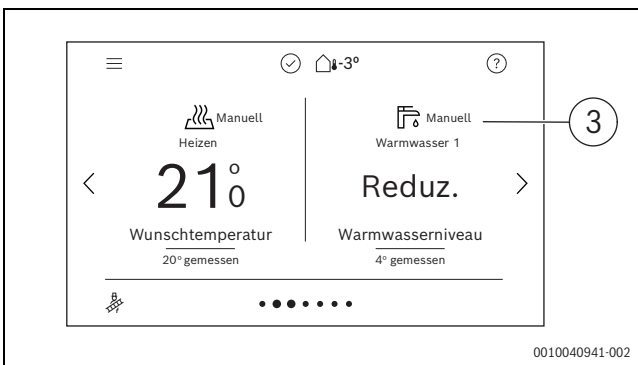 -3°
?
Manuell
Heizen
21°0
Wunschtemperatur
20° gemessen
Manuell
Warmwasser 1
Reduz.
Warmwasserniveau
4° gemessen
3
0010040941-002